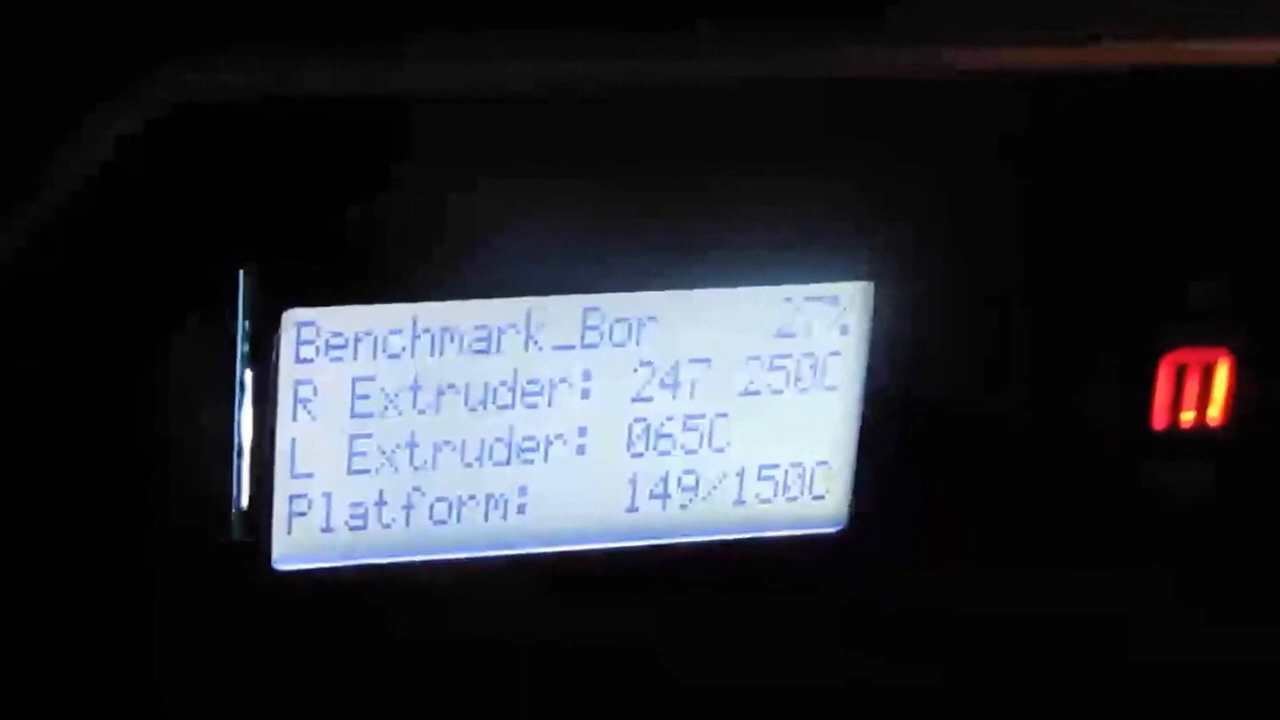 Benchmark_Bor 27%
R Extruder: 247 250C
L Extruder: 065C
Platform: 149/150C